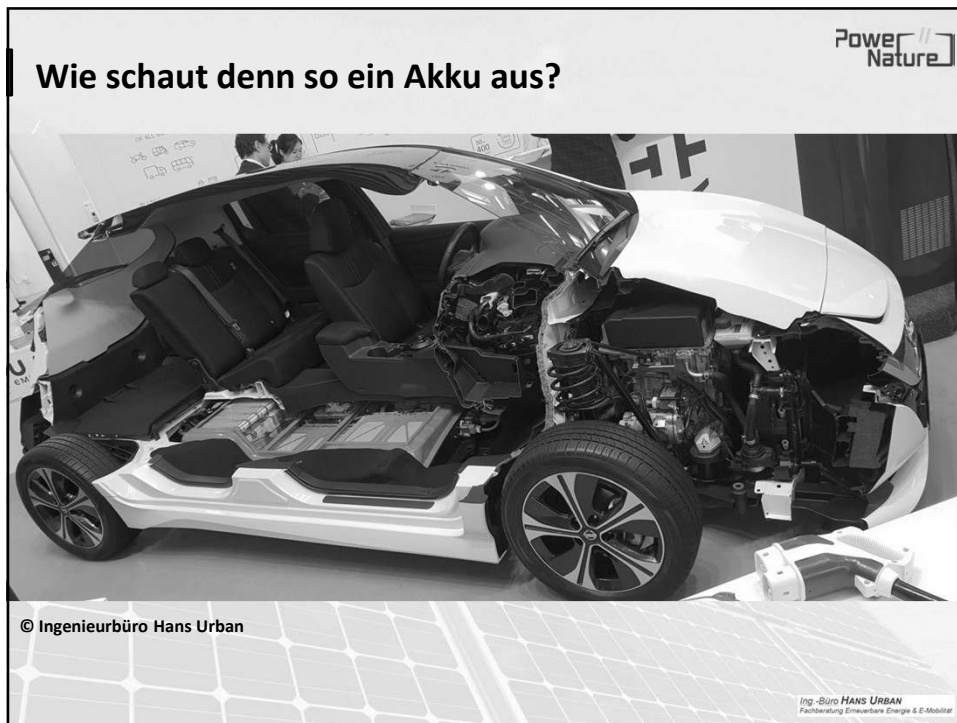 Power
Nature
Wie schaut denn so ein Akku aus?
400
© Ingenieurbüro Hans Urban
Ing.-Büro HANS URBAN
Fachberatung Erneuerbare Energie & E-Mobilität